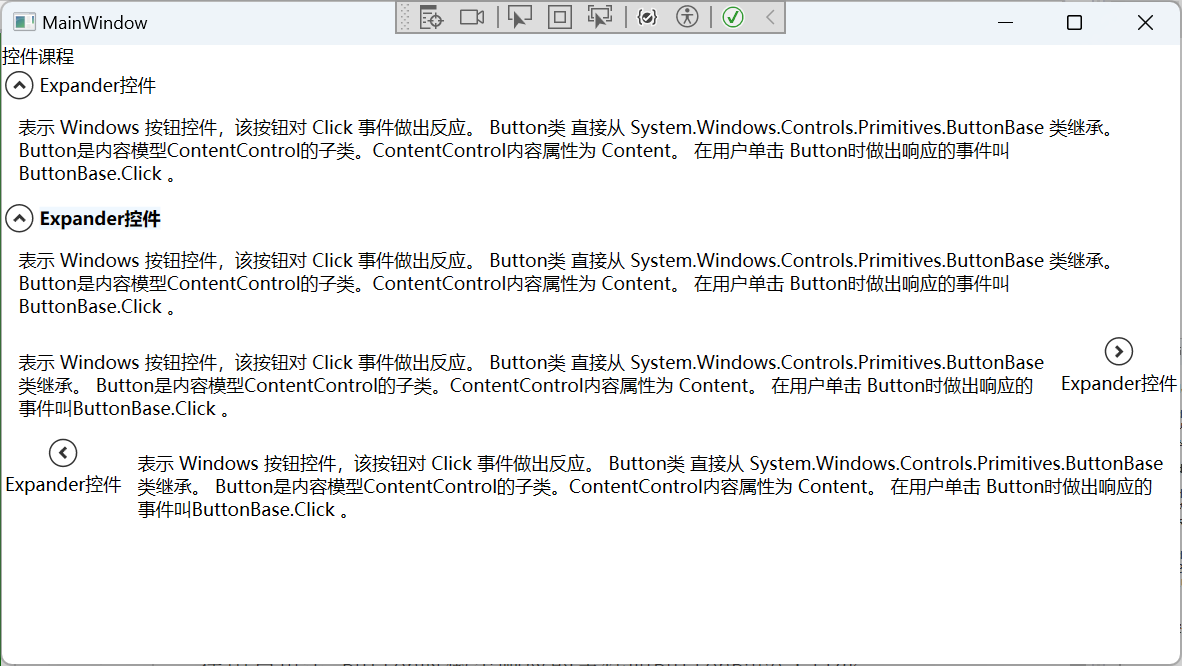 MainWindow
控件课程
Expander控件
表示 Windows 按钮控件，该按钮对 Click 事件做出反应。 Button类 直接从 System.Windows.Controls.Primitives.ButtonBase 类继承。
Button是内容模型ContentControl的子类。ContentControl内容属性为 Content。 在用户单击 Button时做出响应的事件叫
ButtonBase.Click 。
Expander控件
表示 Windows 按钮控件，该按钮对 Click 事件做出反应。 Button类 直接从 System.Windows.Controls.Primitives.ButtonBase 类继承。
Button是内容模型ContentControl的子类。ContentControl内容属性为 Content。 在用户单击 Button时做出响应的事件叫
ButtonBase.Click 。
表示 Windows 按钮控件，该按钮对 Click 事件做出反应。 Button类 直接从 System.Windows.Controls.Primitives.ButtonBase
类继承。 Button是内容模型ContentControl的子类。ContentControl内容属性为 Content。 在用户单击 Button时做出响应的
事件叫ButtonBase.Click 。
Expander控件
Expander控件
表示 Windows 按钮控件，该按钮对 Click 事件做出反应。 Button类 直接从 System.Windows.Controls.Primitives.ButtonBase
类继承。 Button是内容模型ContentControl的子类。ContentControl内容属性为 Content。 在用户单击 Button时做出响应的
事件叫ButtonBase.Click 。